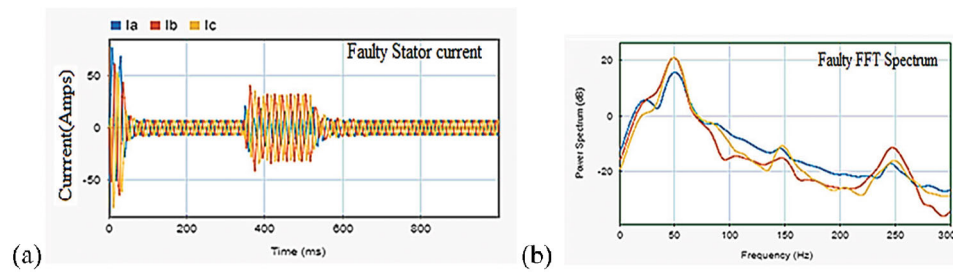 Ia Ib Ic
Faulty Stator current
Current(Amps)
50
0
-50
0 200 400 600 800
Time (ms)
(a)
Faulty FFT Spectrum
Power Spectrum (dB)
20
0
-20
0 50 100 150 200 250 300
Frequency (Hz)
(b)